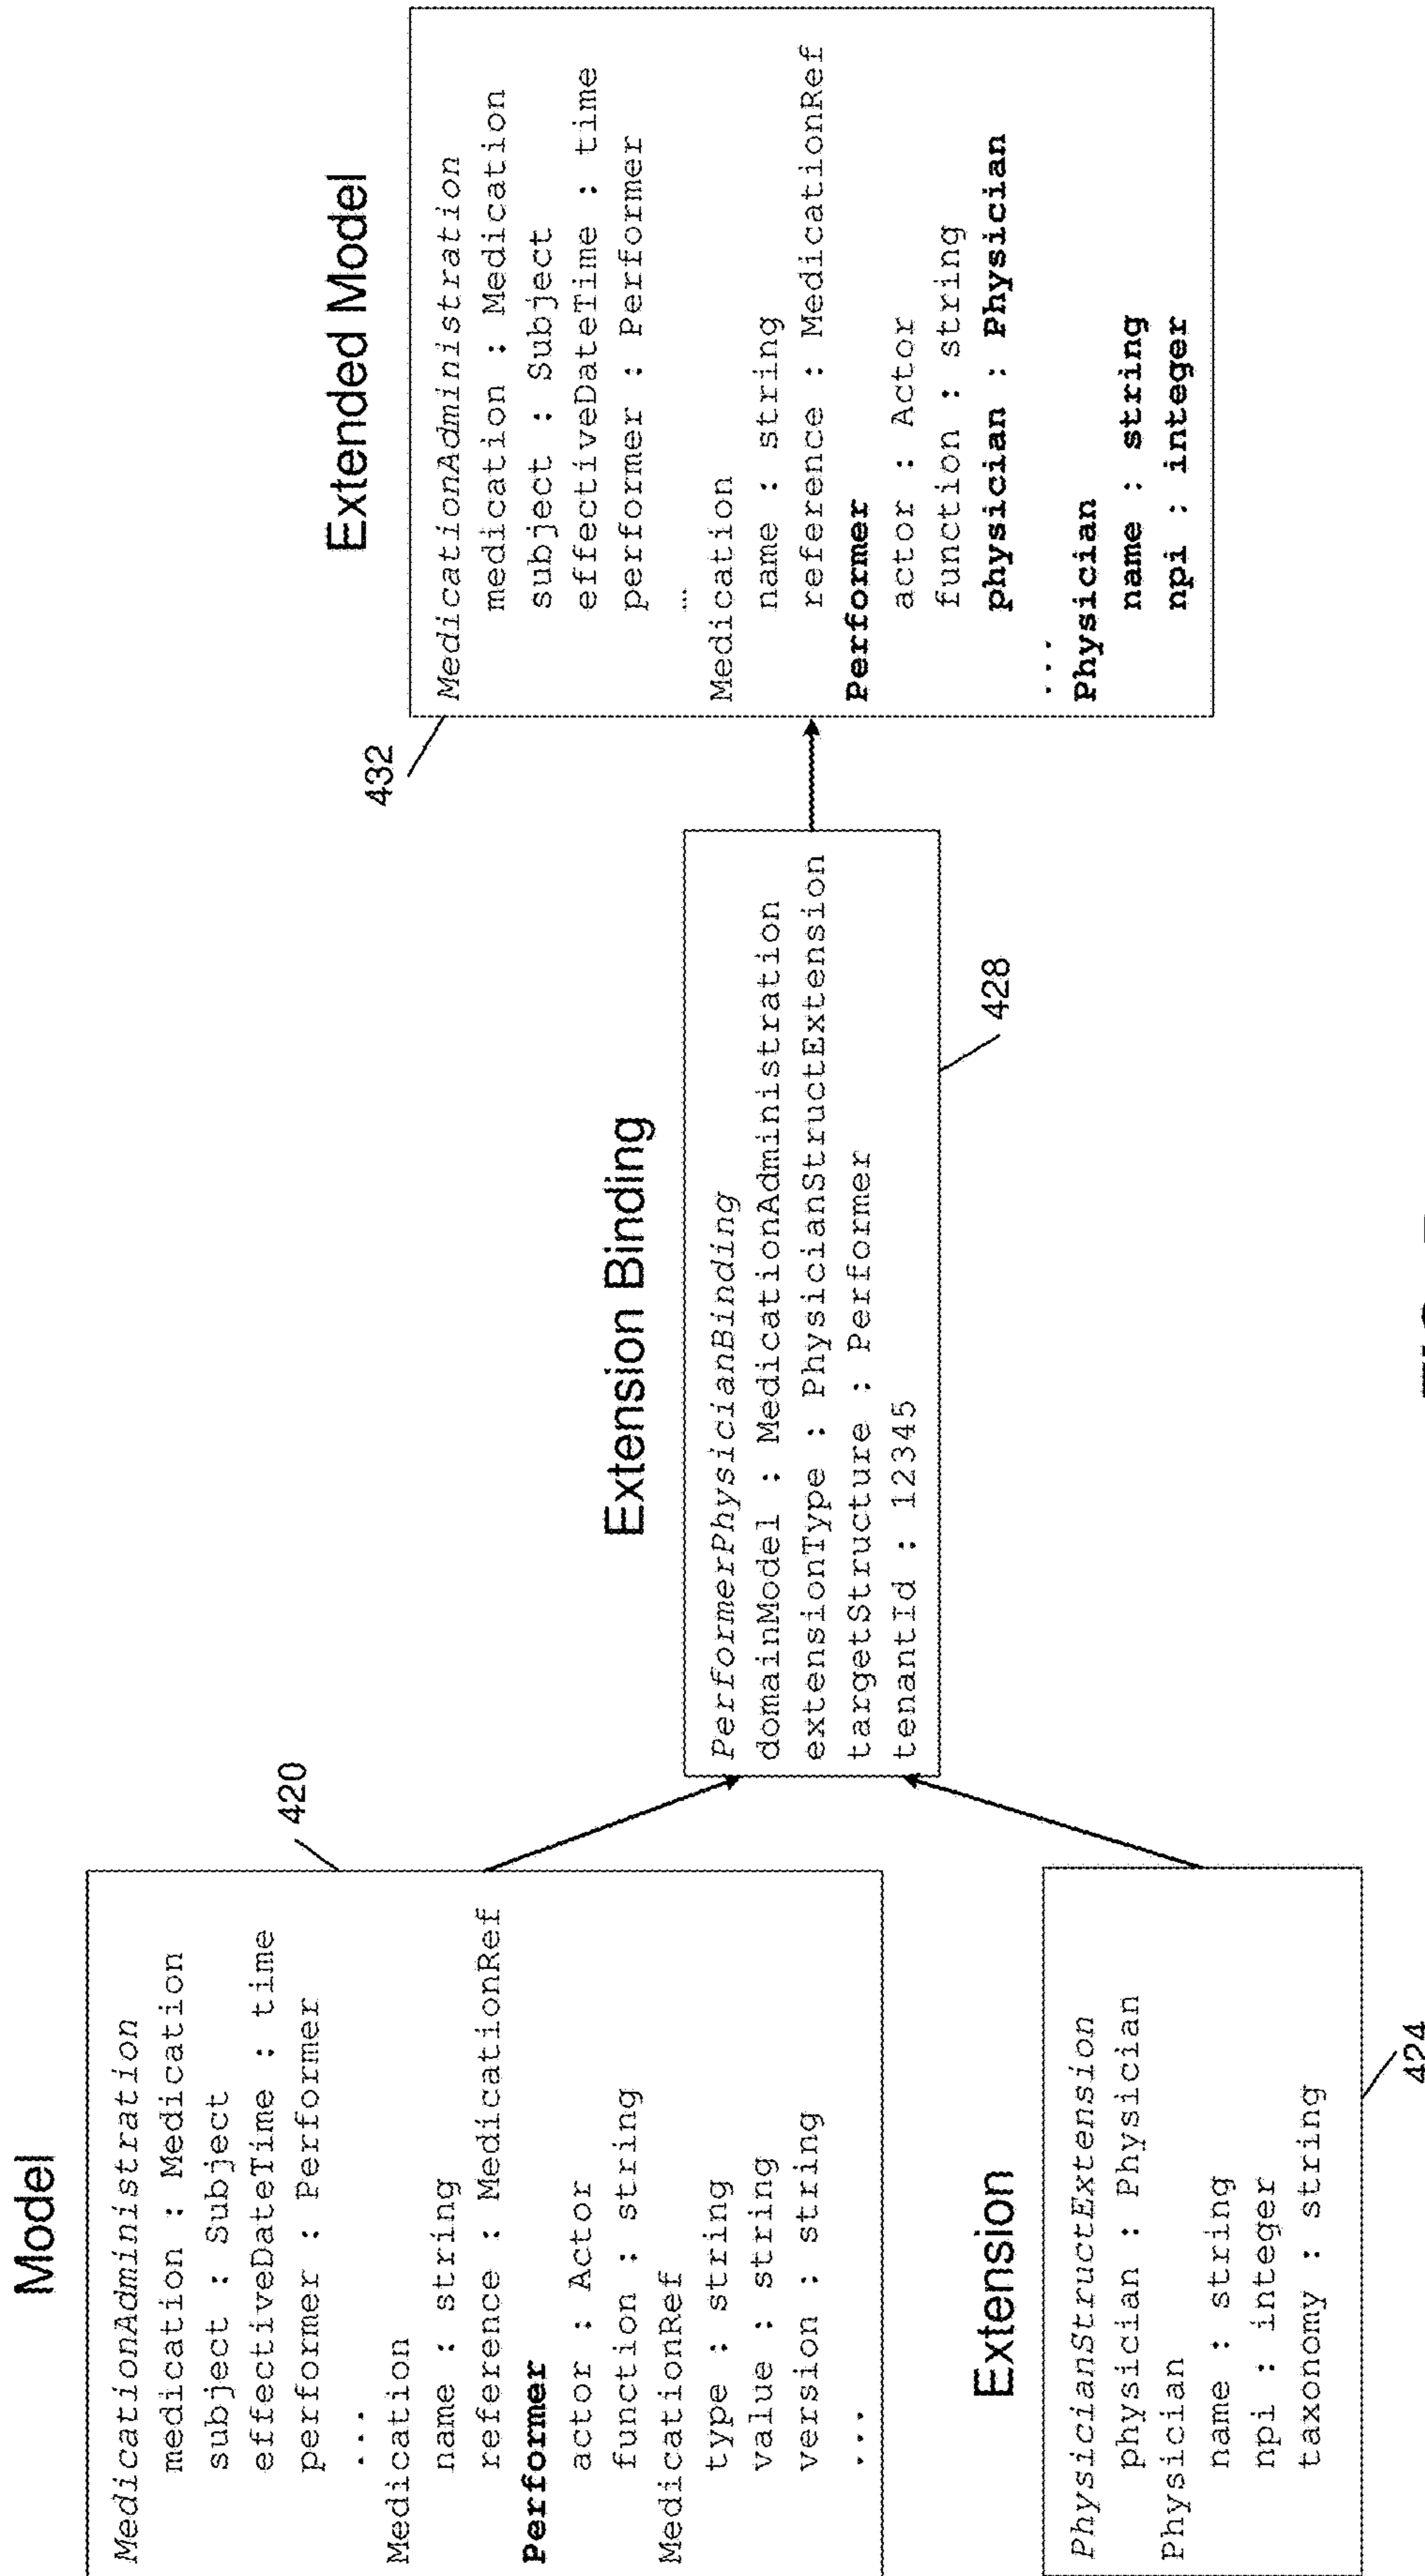 Model
MedicationAdministration
medication : Medication
subject : Subject
effectiveDateTime : time
performer : Performer
...
Medication
name : string
reference : MedicationRef
Performer
actor : Actor
function : string
MedicationRef
type : string
value : string
version : string
...
420
Extension
PhysicianStructExtension
physician : Physician
Physician
name : string
npi : integer
taxonomy : string
424
Extension Binding
PerformerPhysicianBinding
domainModel : MedicationAdministration
extensionType : PhysicianStructExtension
targetStructure : Performer
tenantId : 12345
428
Extended Model
432
MedicationAdministration
medication : Medication
subject : Subject
effectiveDateTime : time
performer : Performer
...
Medication
name : string
reference : MedicationRef
Performer
actor : Actor
function : string
physician : Physician
...
Physician
name : string
npi : integer